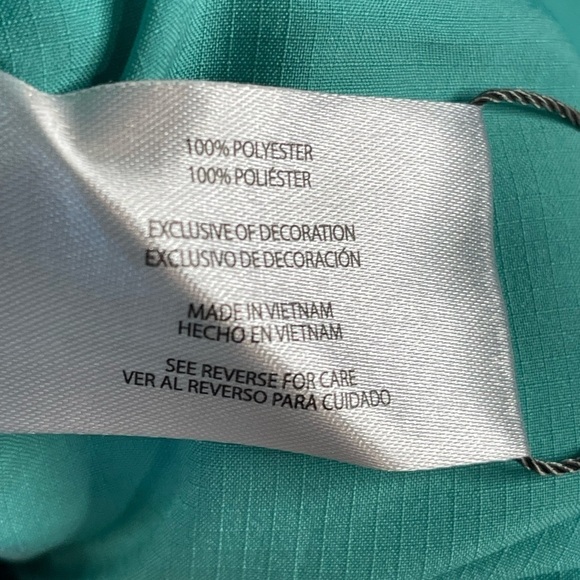 100% POLYESTER
100% POLIÉSTER
EXCLUSIVE OF DECORATION
EXCLUSIVO DE DECORACIÓN
MADE IN VIETNAM
HECHO EN VIETNAM
SEE REVERSE FOR CARE
VER AL REVERSO PARA CUIDADO